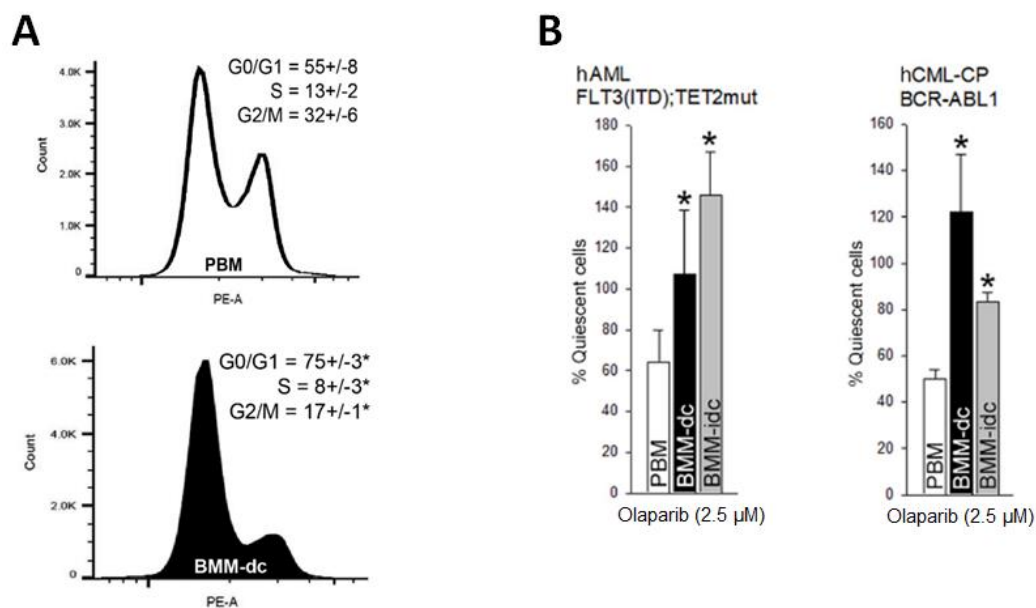 A
G0/G1 = 55+/-8
S = 13+/-2
G2/M = 32+/-6
4.0K
3.0K
2.0K
1.0K
0
Count
PBM
PE-A
G0/G1 = 75+/-3*
S = 8+/-3*
G2/M = 17+/-1*
6.0K
4.0K
2.0K
0
Count
BMM-dc
PE-A
B
hAML
FLT3(ITD);TET2mut
180
160
140
120
100
80
60
40
20
0
% Quiescent cells
*
*
PBM
BMM-dc
BMM-idc
Olaparib (2.5 µM)
hCML-CP
BCR-ABL1
160
140
120
100
80
60
40
20
0
% Quiescent cells
*
*
PBM
BMM-dc
BMM-idc
Olaparib (2.5 µM)